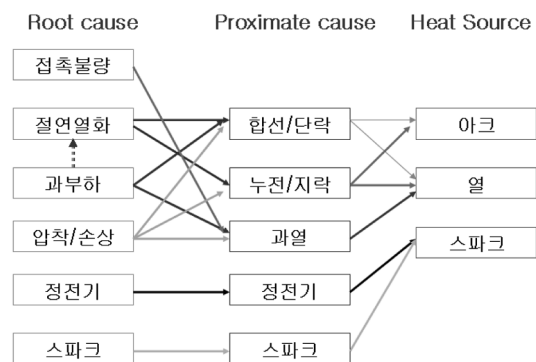 Root cause
Proximate cause
Heat Source
접촉불량
절연열화
합선/단락
아크
과부하
누전/지락
열
압착/손상
과열
스파크
정전기
정전기
스파크
스파크